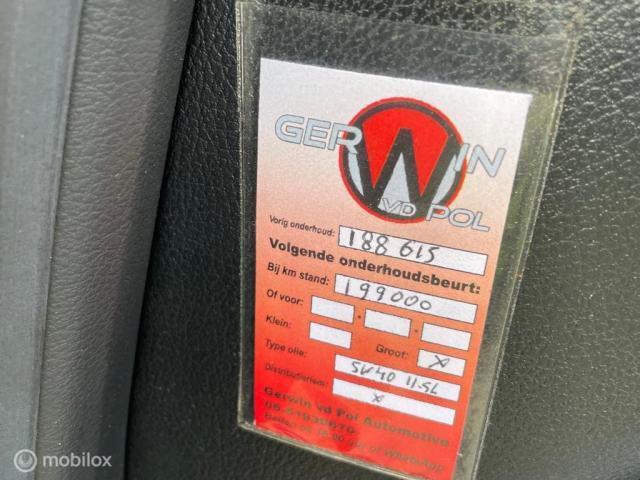 GERWIN
VD POL
Vorig onderhoud: 188 615
Volgende onderhoudsbeurt:
Bij km stand: 199000
Of voor:
Klein: Groot: x
Type olie: 5W40 11.5L
Distributieriem: x
Gerwin vd Pol Automotive
mobilox